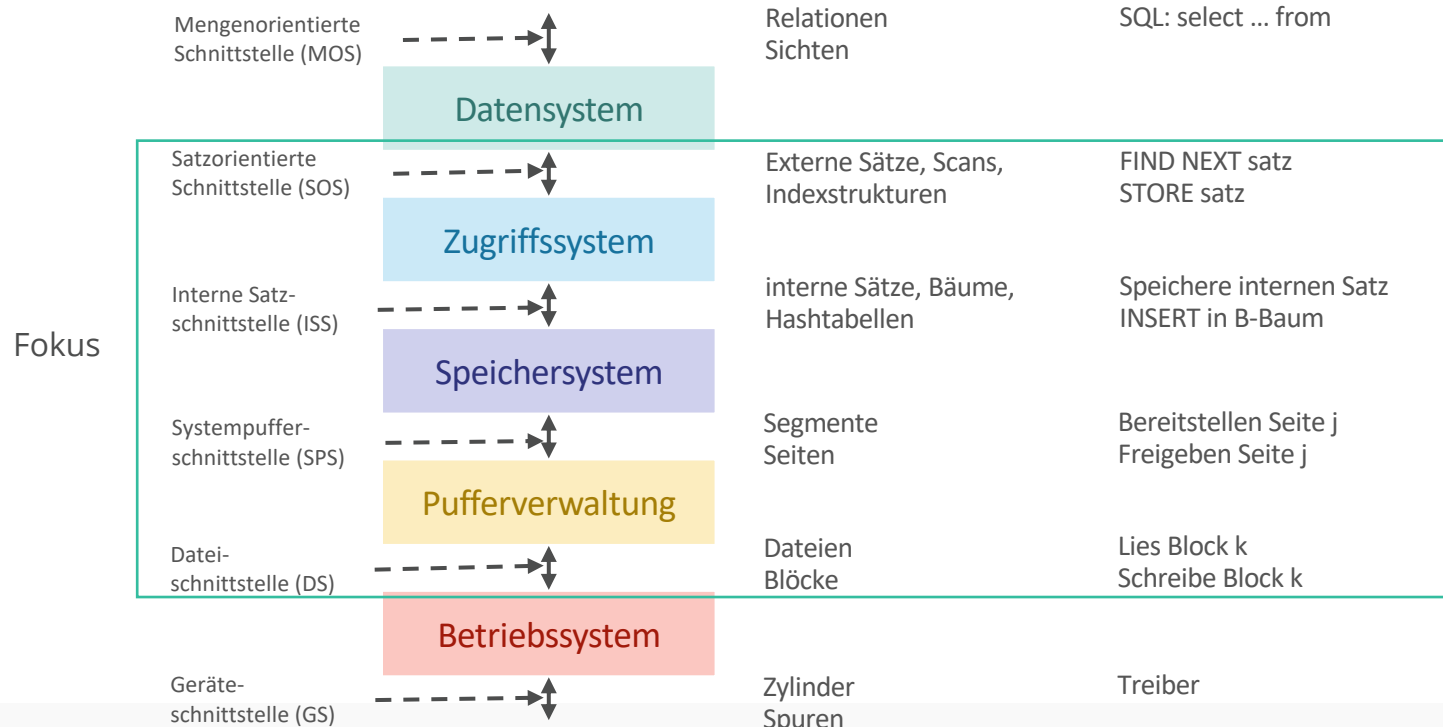 Mengenorientierte
Schnittstelle (MOS)
Relationen
Sichten
SQL: select ... from
Datensystem
Satzorientierte
Schnittstelle (SOS)
Externe Sätze, Scans,
Indexstrukturen
FIND NEXT satz
STORE satz
Zugriffssystem
Interne Satz-
schnittstelle (ISS)
interne Sätze, Bäume,
Hashtabellen
Speichere internen Satz
INSERT in B-Baum
Fokus
Speichersystem
Systempuffer-
schnittstelle (SPS)
Segmente
Seiten
Bereitstellen Seite j
Freigeben Seite j
Pufferverwaltung
Datei-
schnittstelle (DS)
Dateien
Blöcke
Lies Block k
Schreibe Block k
Betriebssystem
Geräte-
schnittstelle (GS)
Zylinder
Spuren
Treiber